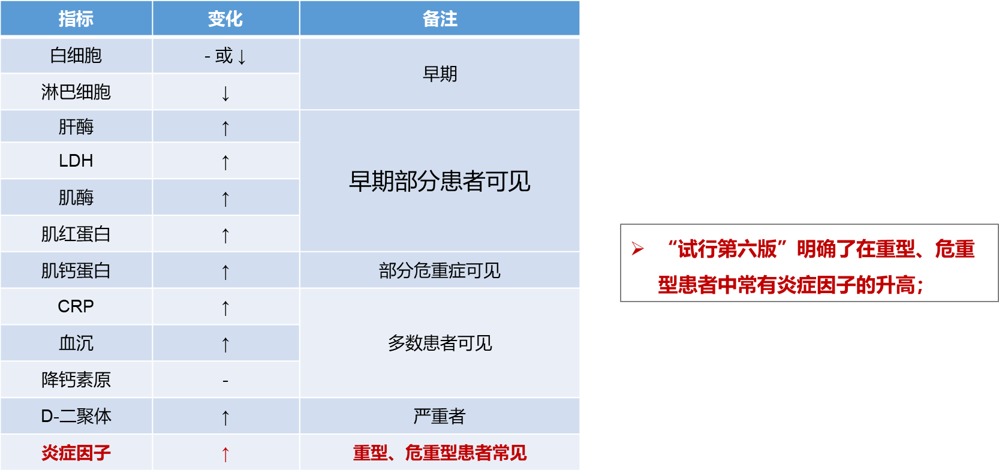 指标 变化 备注
白细胞 - 或 ↓ 早期
淋巴细胞 ↓
肝酶 ↑ 早期部分患者可见
LDH ↑
肌酶 ↑
肌红蛋白 ↑
肌钙蛋白 ↑ 部分危重症可见
CRP ↑ 多数患者可见
血沉 ↑
降钙素原 -
D-二聚体 ↑ 严重者
炎症因子 ↑ 重型、危重型患者常见
➢ “试行第六版”明确了在重型、危重
型患者中常有炎症因子的升高；